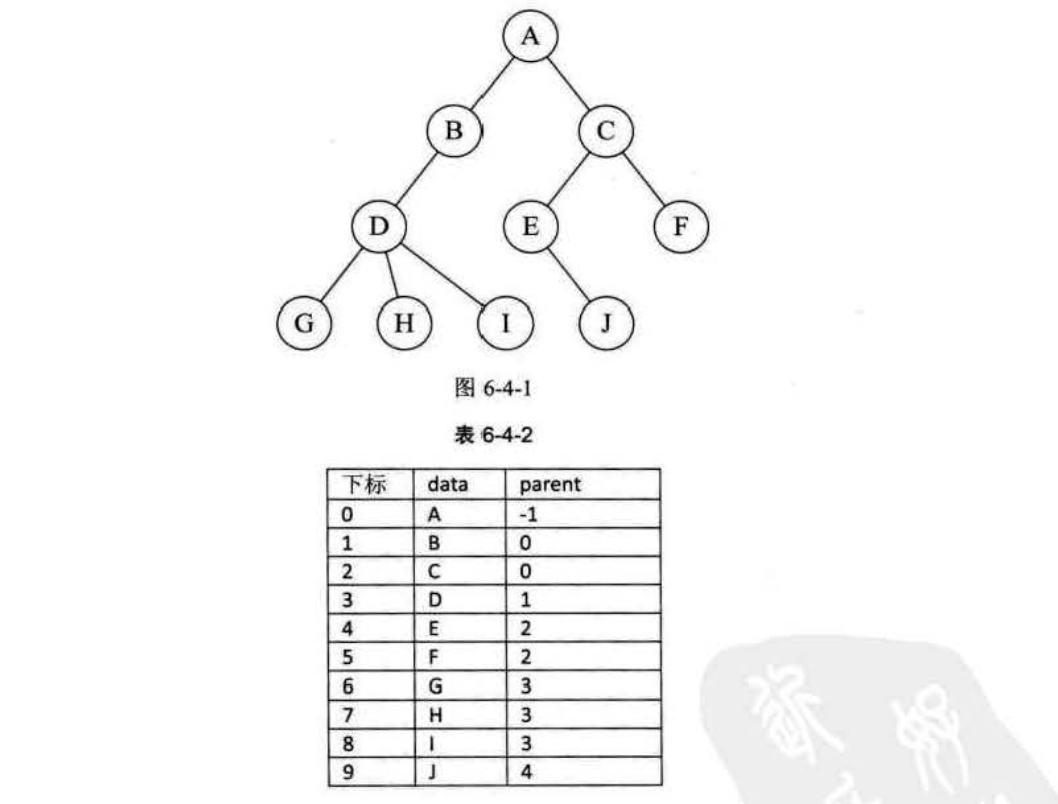 A
B C
D E F
G H I J
图 6-4-1
表 6-4-2
下标 data parent
0 A -1
1 B 0
2 C 0
3 D 1
4 E 2
5 F 2
6 G 3
7 H 3
8 I 3
9 J 4